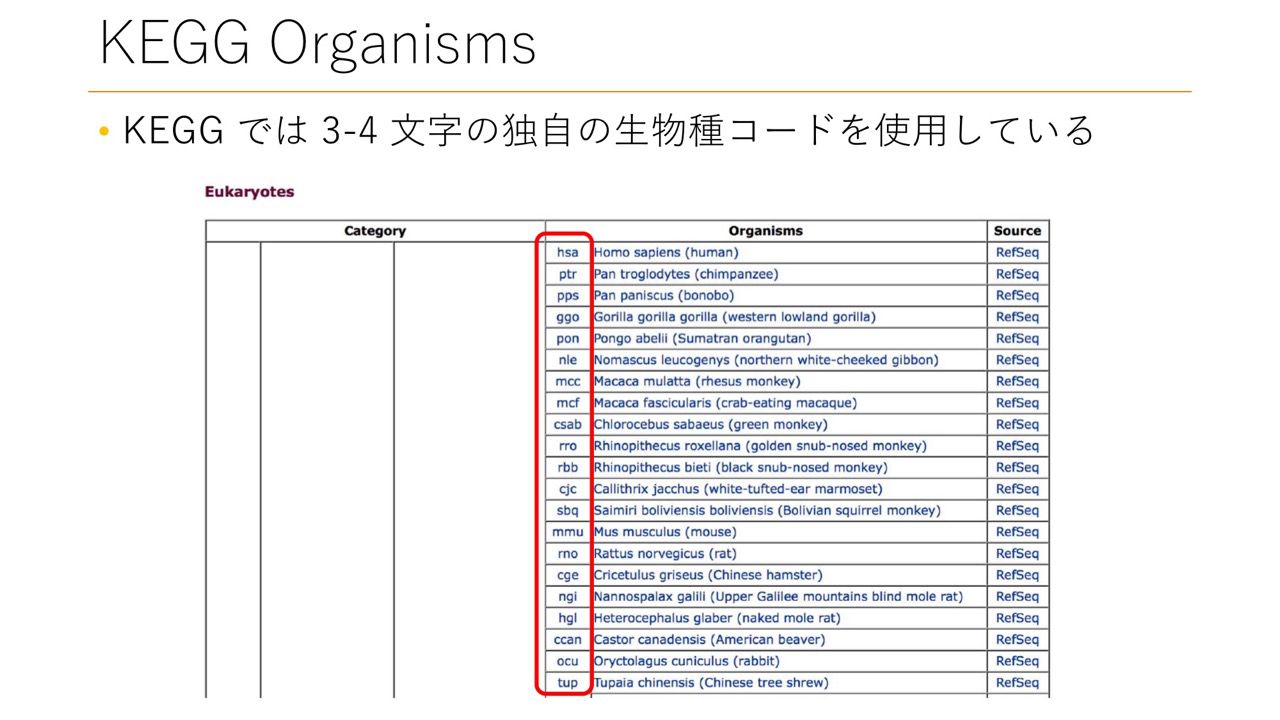 KEGG Organisms
• KEGG では 3-4 文字の独自の生物種コードを使用している
Eukaryotes
Category Organisms Source
hsa Homo sapiens (human) RefSeq
ptr Pan troglodytes (chimpanzee) RefSeq
pps Pan paniscus (bonobo) RefSeq
ggo Gorilla gorilla gorilla (western lowland gorilla) RefSeq
pon Pongo abelii (Sumatran orangutan) RefSeq
nle Nomascus leucogenys (northern white-cheeked gibbon) RefSeq
mcc Macaca mulatta (rhesus monkey) RefSeq
mcf Macaca fascicularis (crab-eating macaque) RefSeq
csab Chlorocebus sabaeus (green monkey) RefSeq
rro Rhinopithecus roxellana (golden snub-nosed monkey) RefSeq
rbb Rhinopithecus bieti (black snub-nosed monkey) RefSeq
cjc Callithrix jacchus (white-tufted-ear marmoset) RefSeq
sbq Saimiri boliviensis boliviensis (Bolivian squirrel monkey) RefSeq
mmu Mus musculus (mouse) RefSeq
rno Rattus norvegicus (rat) RefSeq
cge Cricetulus griseus (Chinese hamster) RefSeq
ngi Nannospalax galili (Upper Galilee mountains blind mole rat) RefSeq
hgl Heterocephalus glaber (naked mole rat) RefSeq
ccan Castor canadensis (American beaver) RefSeq
ocu Oryctolagus cuniculus (rabbit) RefSeq
tup Tupaia chinensis (Chinese tree shrew) RefSeq